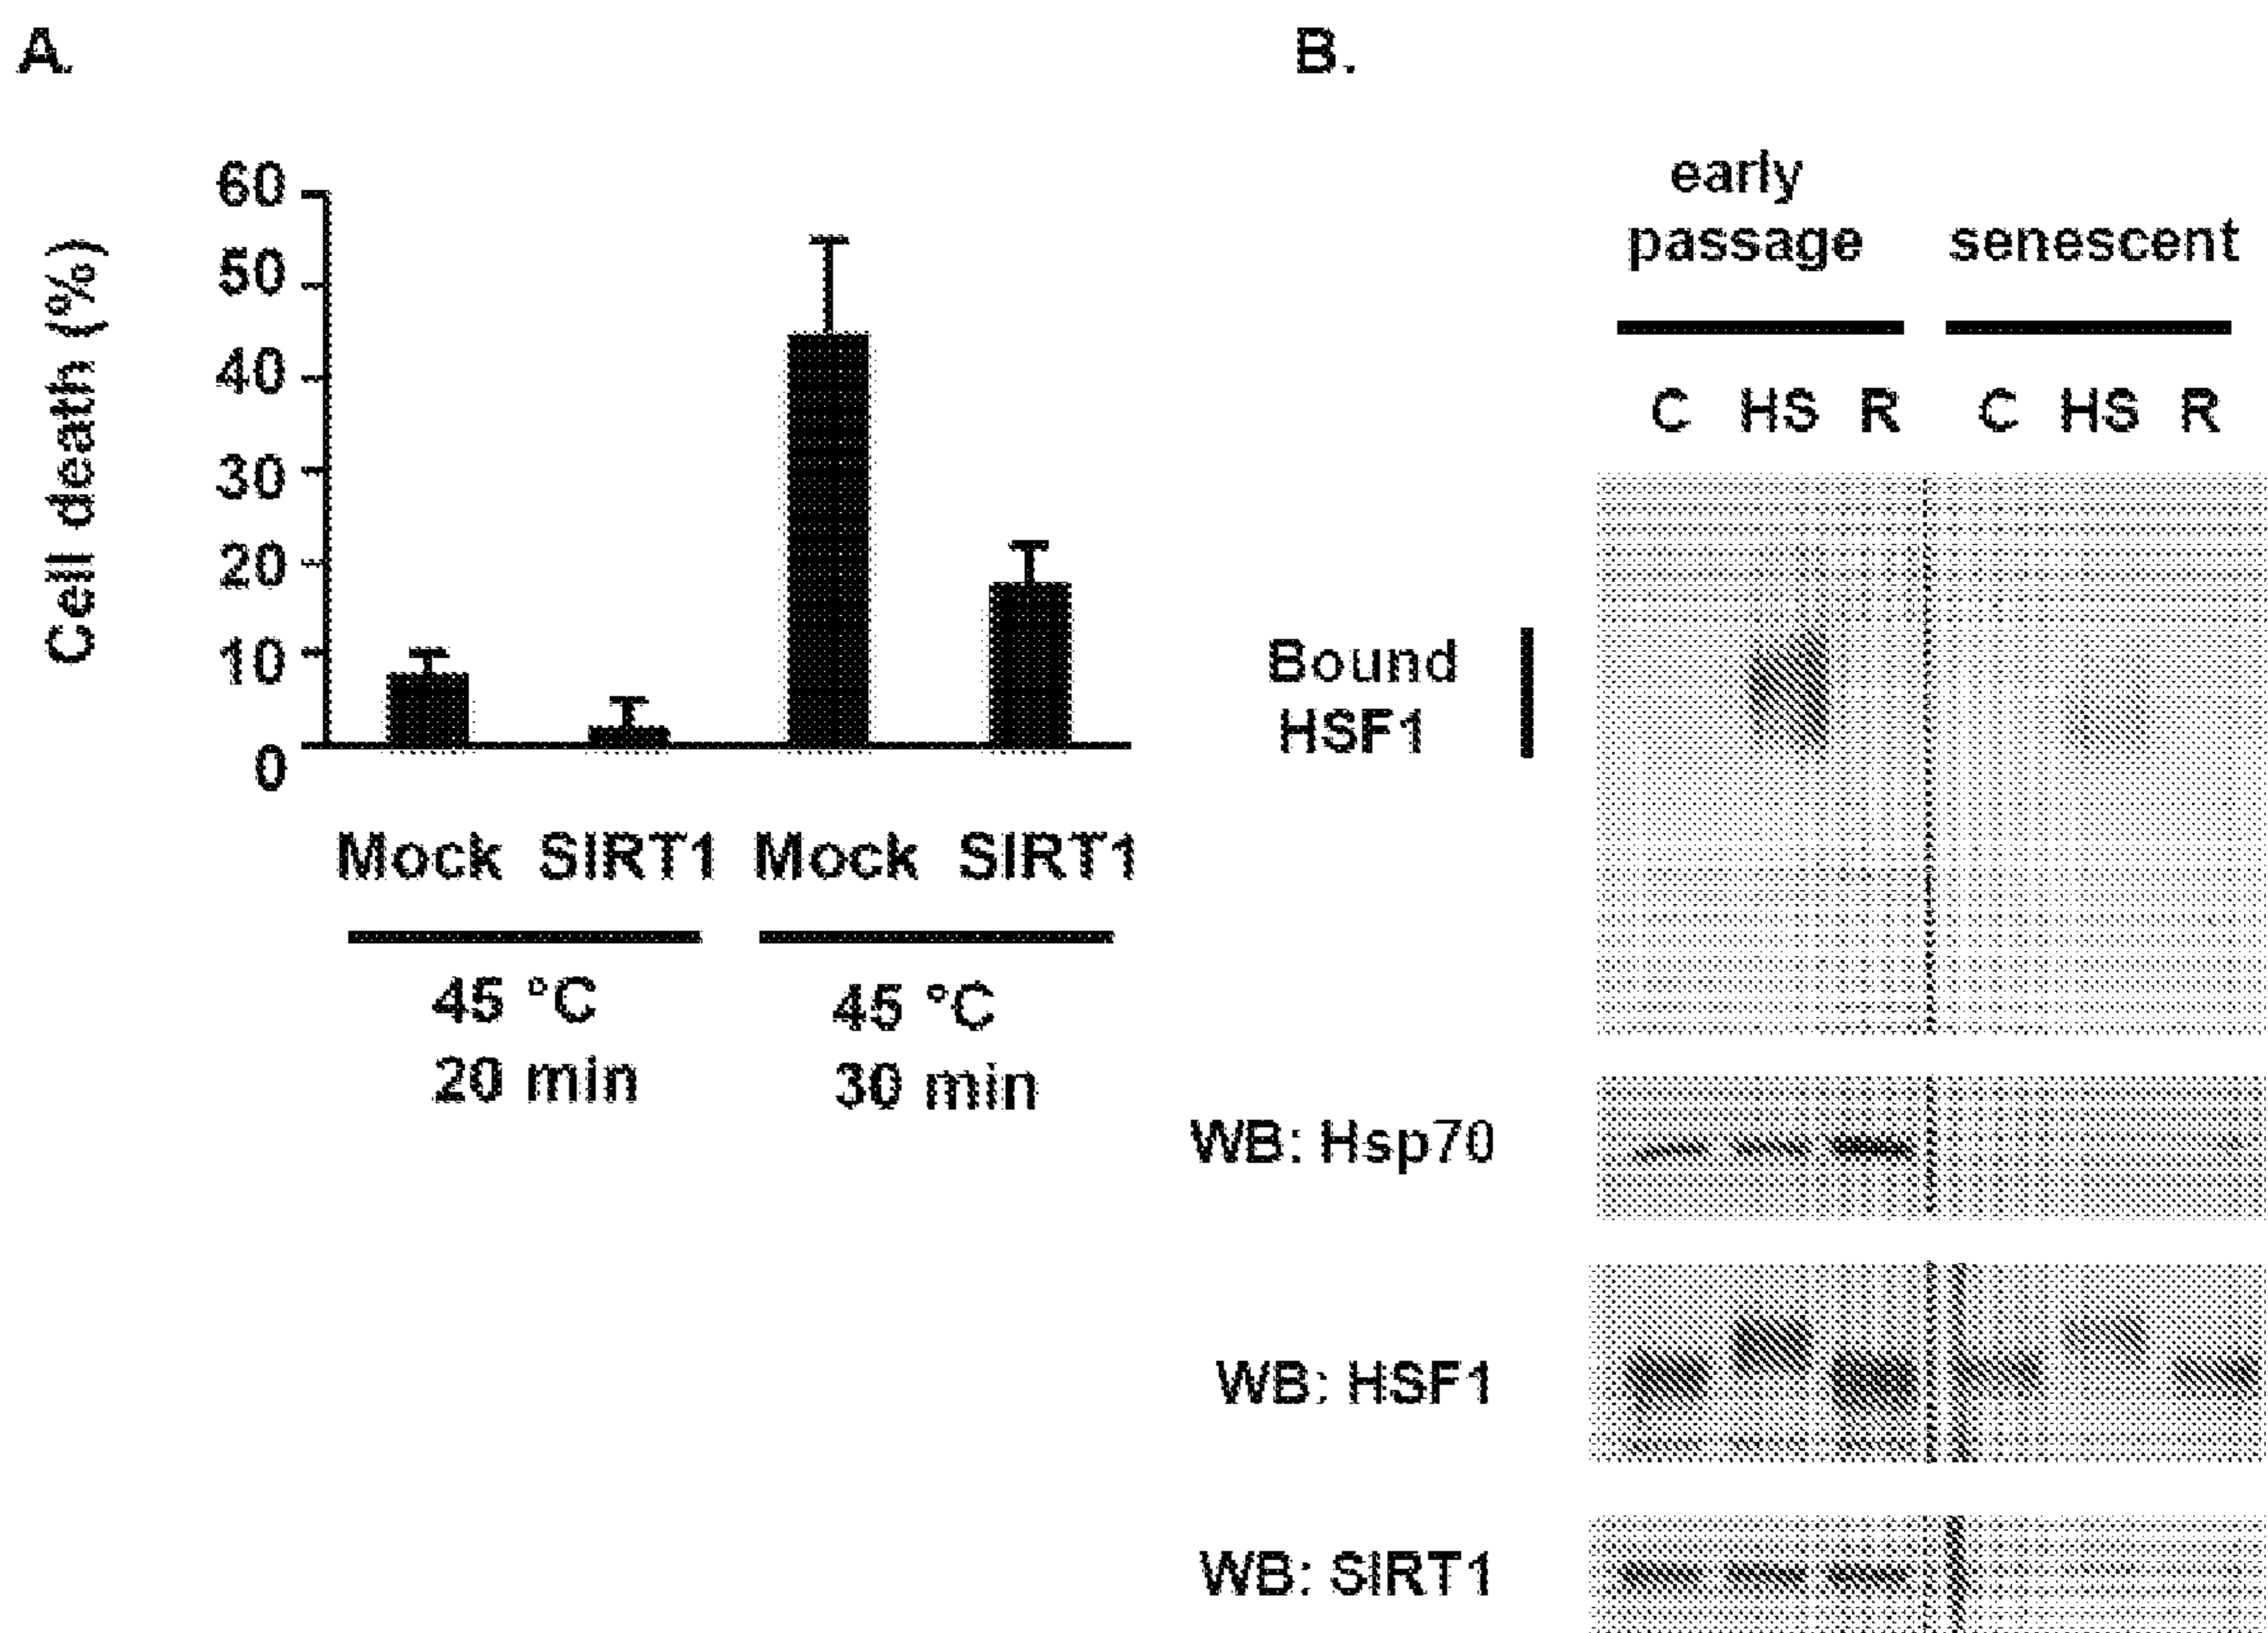 A.
60
50
40
30
20
10
0
Cell death (%)
Mock SIRT1 Mock SIRT1
45 °C 45 °C
20 min 30 min
B.
early
passage senescent
C HS R C HS R
Bound
HSF1
WB: Hsp70
WB: HSF1
WB: SIRT1